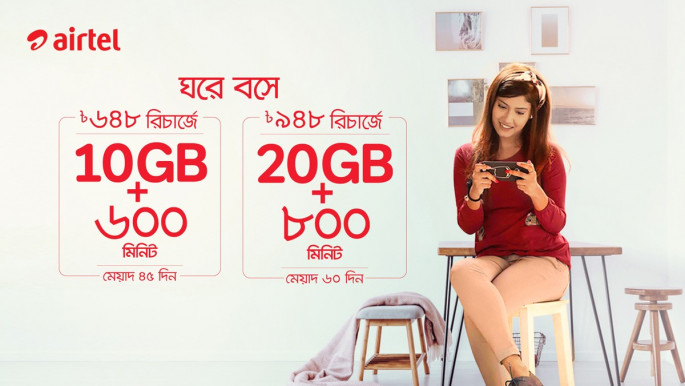 airtel
ঘরে বসে
৳৬৪৮ রিচার্জে
10GB
+
৬০০
মিনিট
মেয়াদ ৪৫ দিন
৳৯৪৮ রিচার্জে
20GB
+
৮০০
মিনিট
মেয়াদ ৬০ দিন